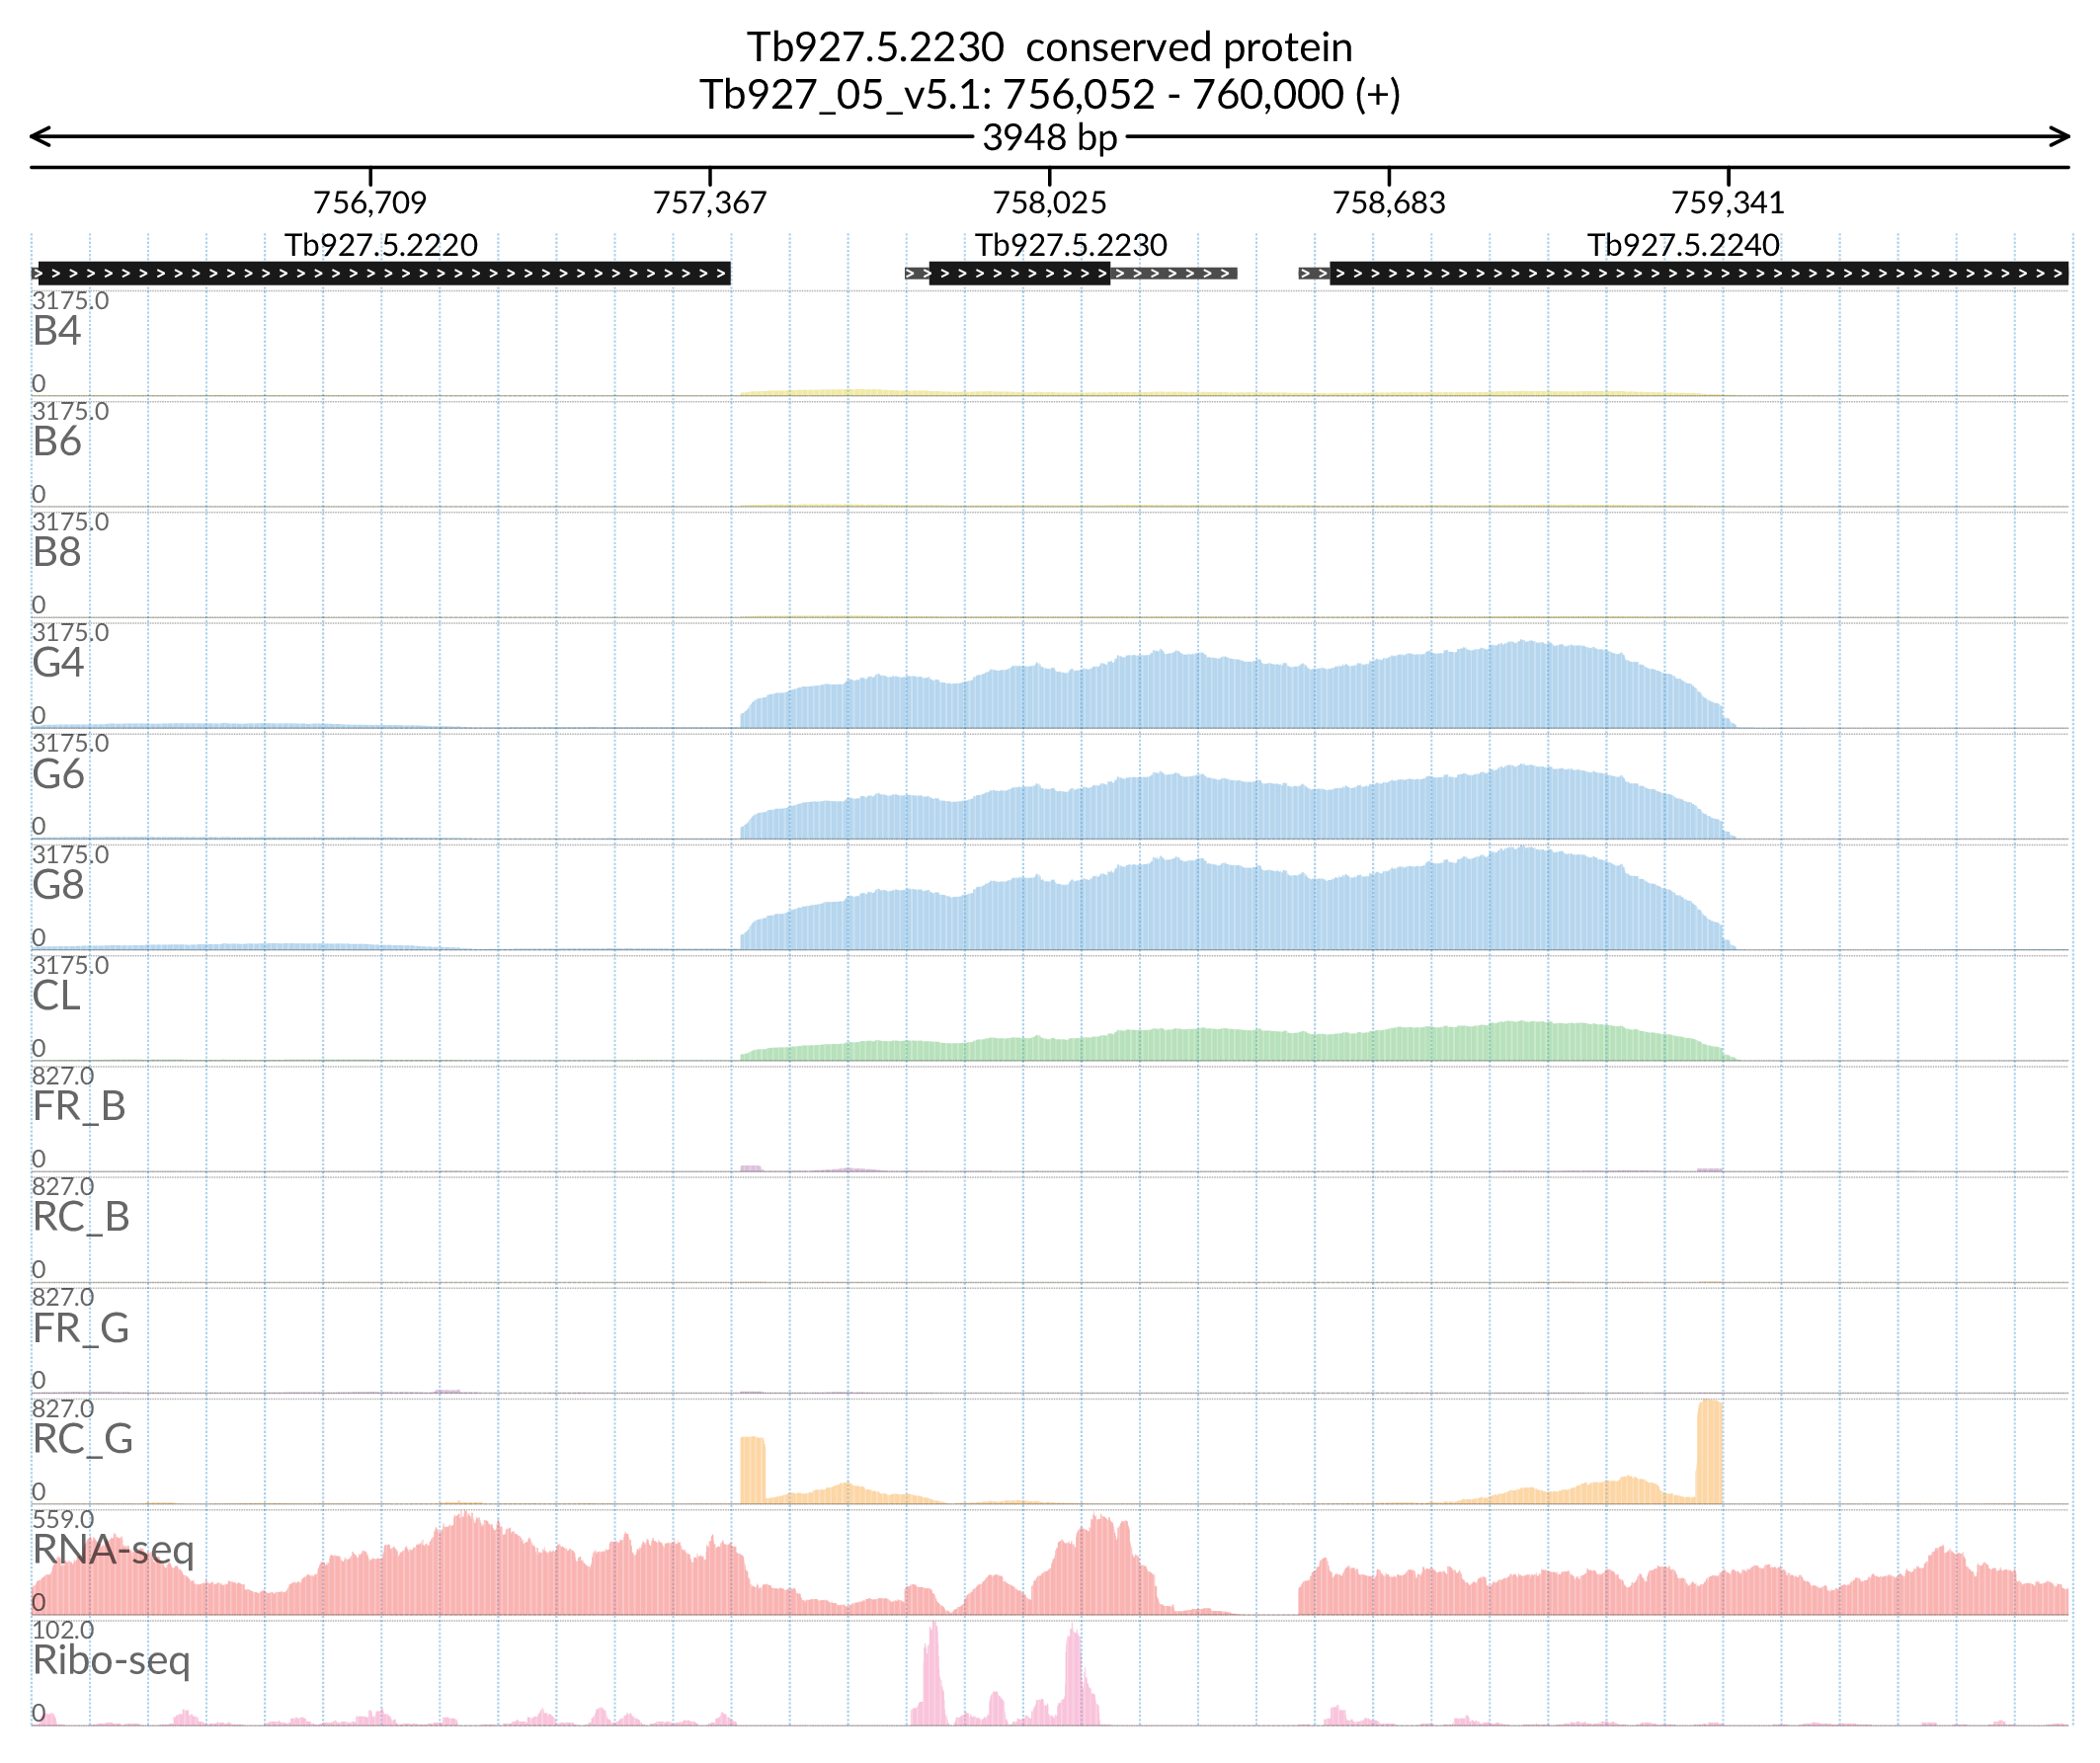 Tb927.5.2230 conserved protein
Tb927_05_v5.1: 756,052 - 760,000 (+)
3948 bp
756,709 757,367 758,025 758,683 759,341
Tb927.5.2220 Tb927.5.2230 Tb927.5.2240
3175.0
B4
0
3175.0
B6
0
3175.0
B8
0
3175.0
G4
0
3175.0
G6
0
3175.0
G8
0
3175.0
CL
0
827.0
FR_B
0
827.0
RC_B
0
827.0
FR_G
0
827.0
RC_G
0
559.0
RNA-seq
0
102.0
Ribo-seq
0